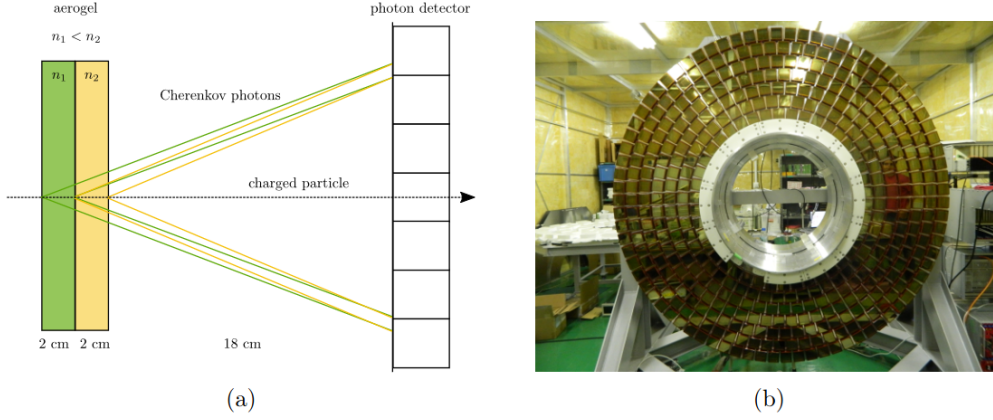 aerogel
n₁ < n₂
n₁ n₂
photon detector
Cherenkov photons
charged particle
2 cm 2 cm 18 cm
(a) (b)